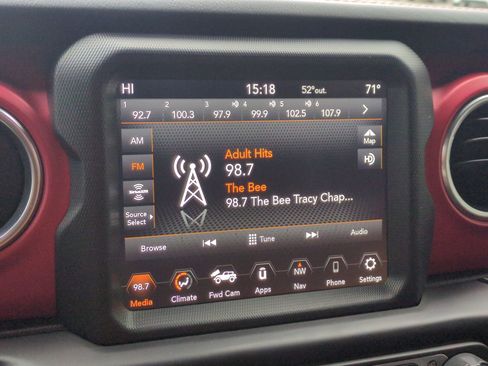 HI 15:18 52°out. 71°
1 2 3 4 5 6
92.7 100.3 97.9 99.9 102.5 107.9
AM
FM
SiriusXM
Source
Select
Adult Hits
98.7
The Bee
98.7 The Bee Tracy Chap...
Map
HD
Browse Tune Audio
98.7 NW
Media Climate Fwd Cam Apps Nav Phone Settings